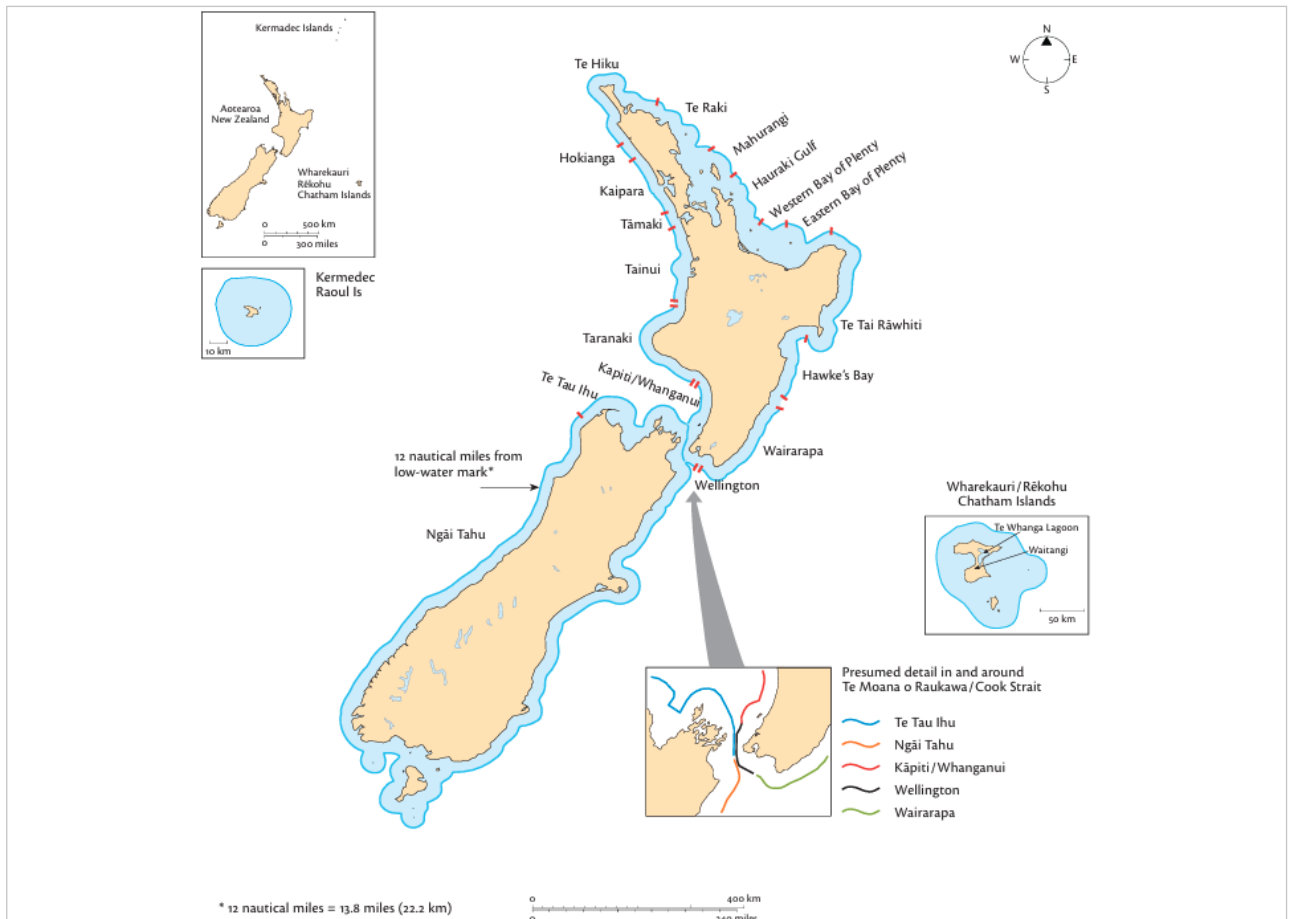 Kermadec Islands
Aotearoa
New Zealand
Wharekauri
Rēkohu
Chatham Islands
0 500 km
0 300 miles
Kermedec
Raoul Is
10 km
N
W E
S
Te Hiku
Te Raki
Mahurangi
Hauraki Gulf
Western Bay of Plenty
Eastern Bay of Plenty
Hokianga
Kaipara
Tāmaki
Tainui
Taranaki
Te Tai Rāwhiti
Hawke's Bay
Kapiti/Whanganui
Te Tau Ihu
Wairarapa
Wellington
12 nautical miles from
low-water mark*
Ngāi Tahu
Wharekauri/Rēkohu
Chatham Islands
Te Whanga Lagoon
Waitangi
50 km
Presumed detail in and around
Te Moana o Raukawa/Cook Strait
Te Tau Ihu
Ngāi Tahu
Kāpiti/Whanganui
Wellington
Wairarapa
* 12 nautical miles = 13.8 miles (22.2 km)
0 400 km
0 240 miles